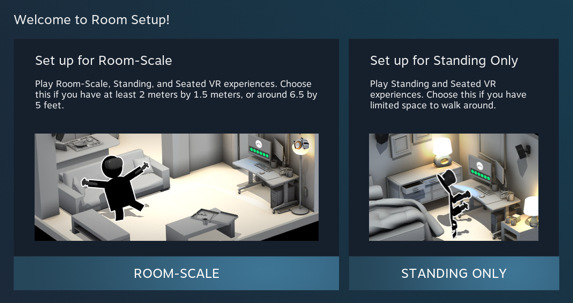 Welcome to Room Setup!
Set up for Room-Scale
Play Room-Scale, Standing, and Seated VR experiences. Choose
this if you have at least 2 meters by 1.5 meters, or around 6.5 by
5 feet.
ROOM-SCALE
Set up for Standing Only
Play Standing and Seated VR
experiences. Choose this if you have
limited space to walk around.
STANDING ONLY